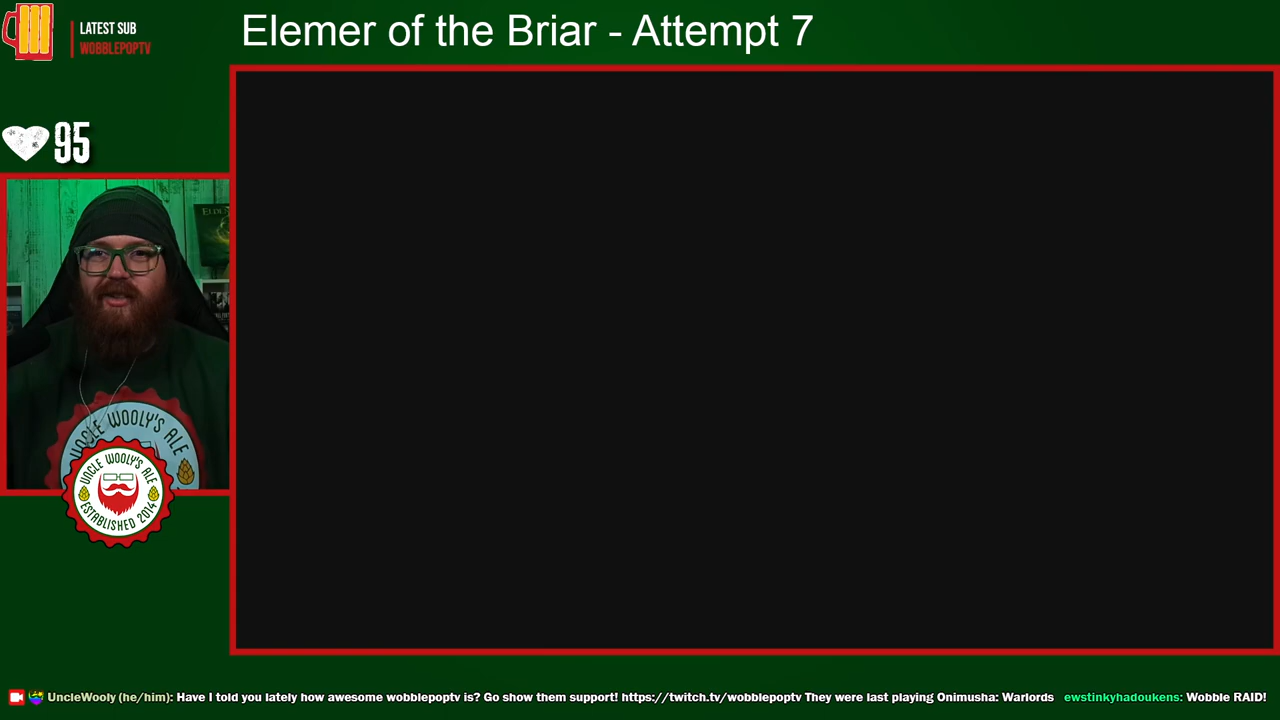 LATEST SUB
WOBBLEPOPTV
Elemer of the Briar - Attempt 7
95
ELDE
UNCLE WOOLY'S ALE
UNCLE WOOLY'S ALE
ESTABLISHED 2014
UncleWooly (he/him): Have I told you lately how awesome wobblepoptv is? Go show them support! https://twitch.tv/wobblepoptv They were last playing Onimusha: Warlords ewstinkyhadoukens: Wobble RAID!